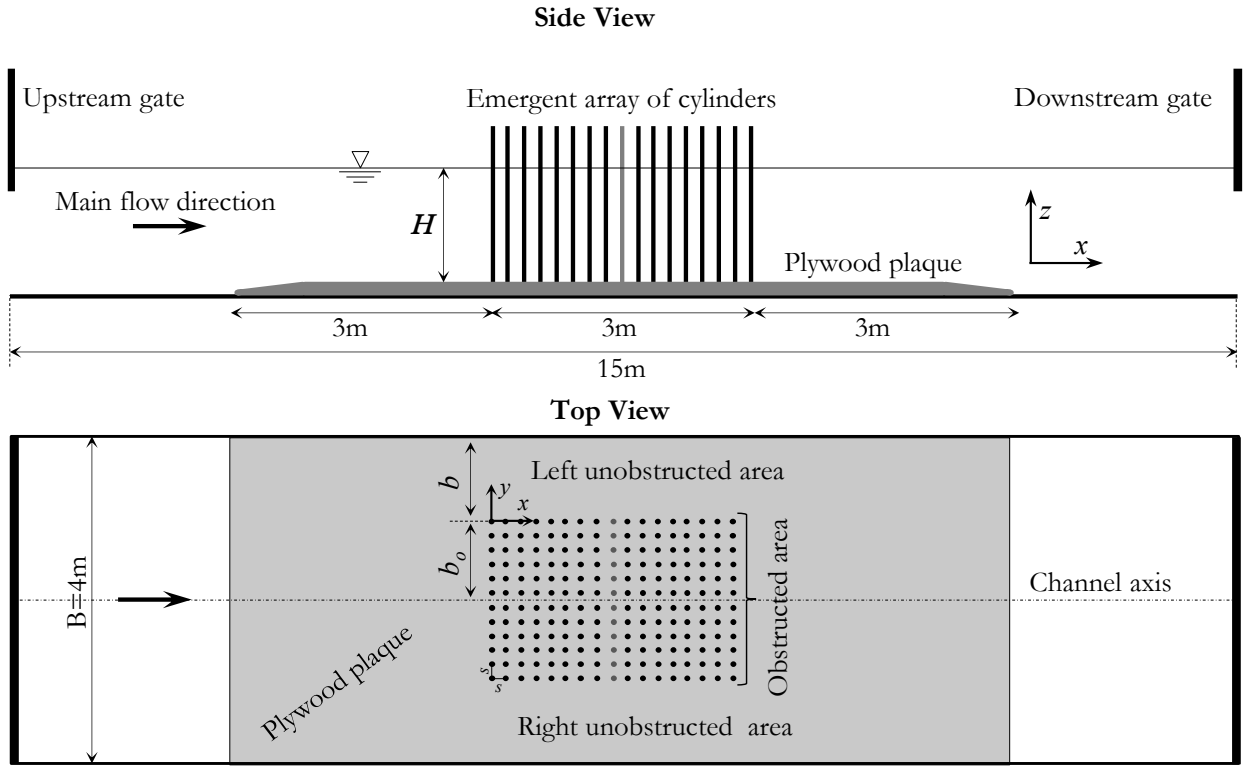 Side View
Upstream gate
Emergent array of cylinders
Downstream gate
Main flow direction
H
z
x
Plywood plaque
3m
3m
3m
15m
Top View
B=4m
b
Left unobstructed area
y
x
b₀
Obstructed area
Channel axis
Plywood plaque
s
s
Right unobstructed area